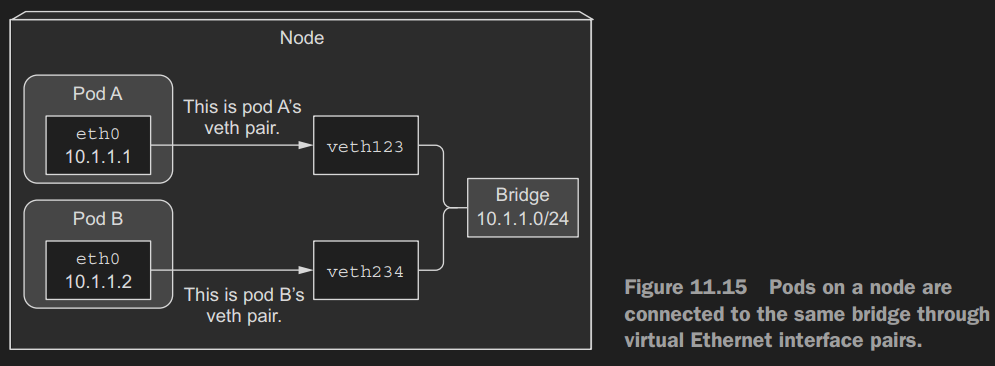 Node
Pod A
eth0
10.1.1.1
This is pod A's
veth pair.
veth123
Bridge
10.1.1.0/24
Pod B
eth0
10.1.1.2
This is pod B's
veth pair.
veth234
Figure 11.15 Pods on a node are
connected to the same bridge through
virtual Ethernet interface pairs.